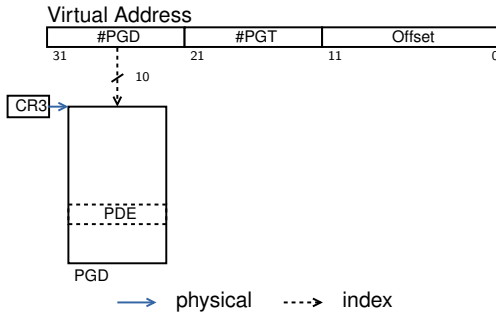 Virtual Address
#PGD #PGT Offset
31 21 11 0
10
CR3
PDE
PGD
physical index